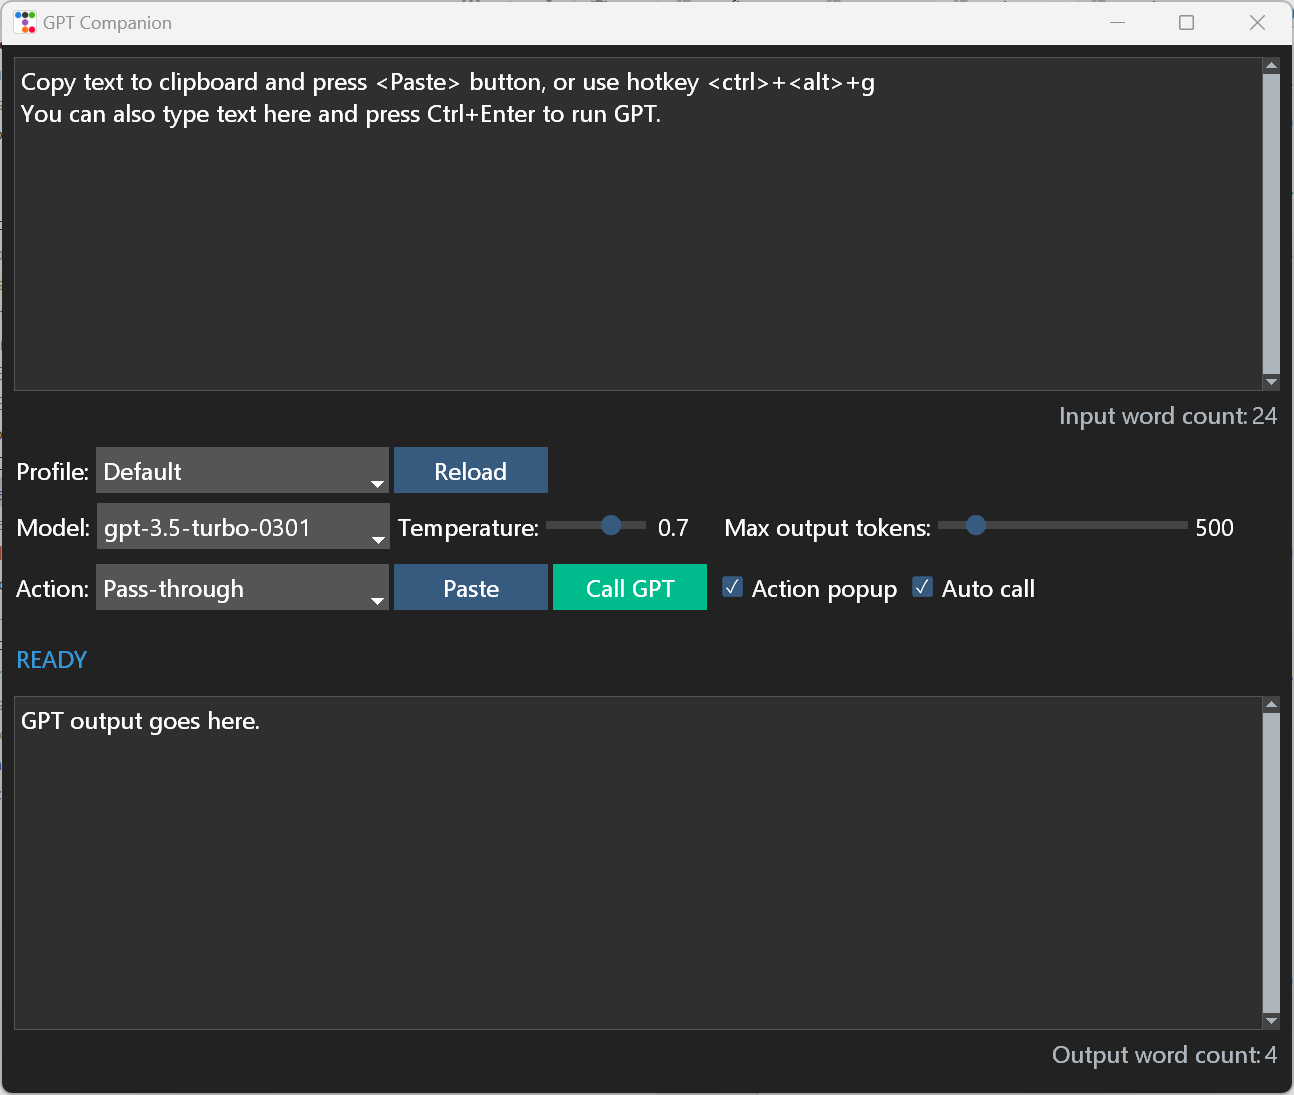 GPT Companion
Copy text to clipboard and press <Paste> button, or use hotkey <ctrl>+<alt>+g
You can also type text here and press Ctrl+Enter to run GPT.
Input word count: 24
Profile: Default Reload
Model: gpt-3.5-turbo-0301 Temperature: 0.7 Max output tokens: 500
Action: Pass-through Paste Call GPT Action popup Auto call
READY
GPT output goes here.
Output word count: 4